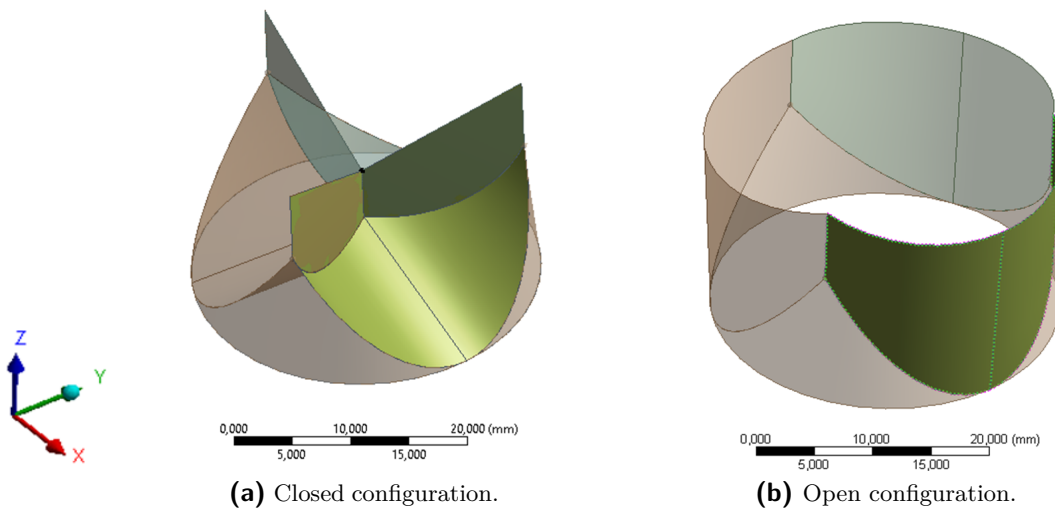 Z
Y
X
0,000 10,000 20,000 (mm)
5,000 15,000
(a) Closed configuration.
0,000 10,000 20,000 (mm)
5,000 15,000
(b) Open configuration.